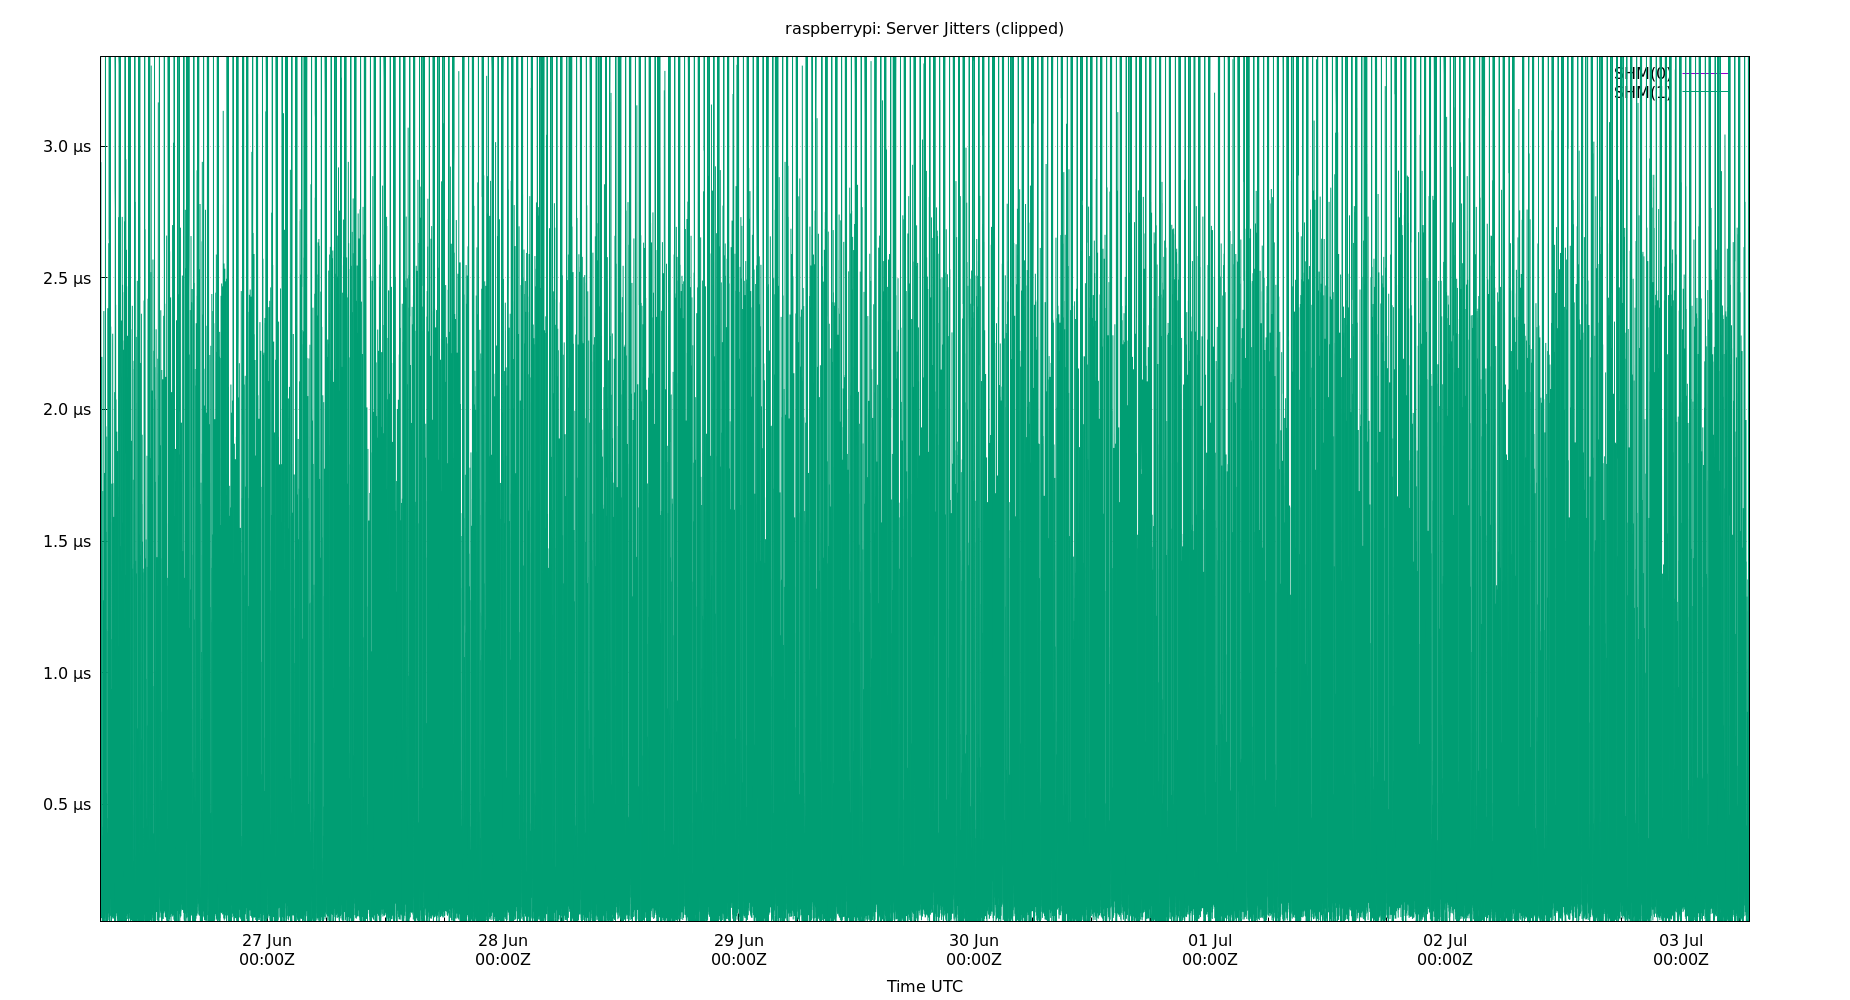 raspberrypi: Server Jitters (clipped)
SHM(0)
SHM(1)
3.0 µs
2.5 µs
2.0 µs
1.5 µs
1.0 µs
0.5 µs
27 Jun 28 Jun 29 Jun 30 Jun 01 Jul 02 Jul 03 Jul
00:00Z 00:00Z 00:00Z 00:00Z 00:00Z 00:00Z 00:00Z
Time UTC